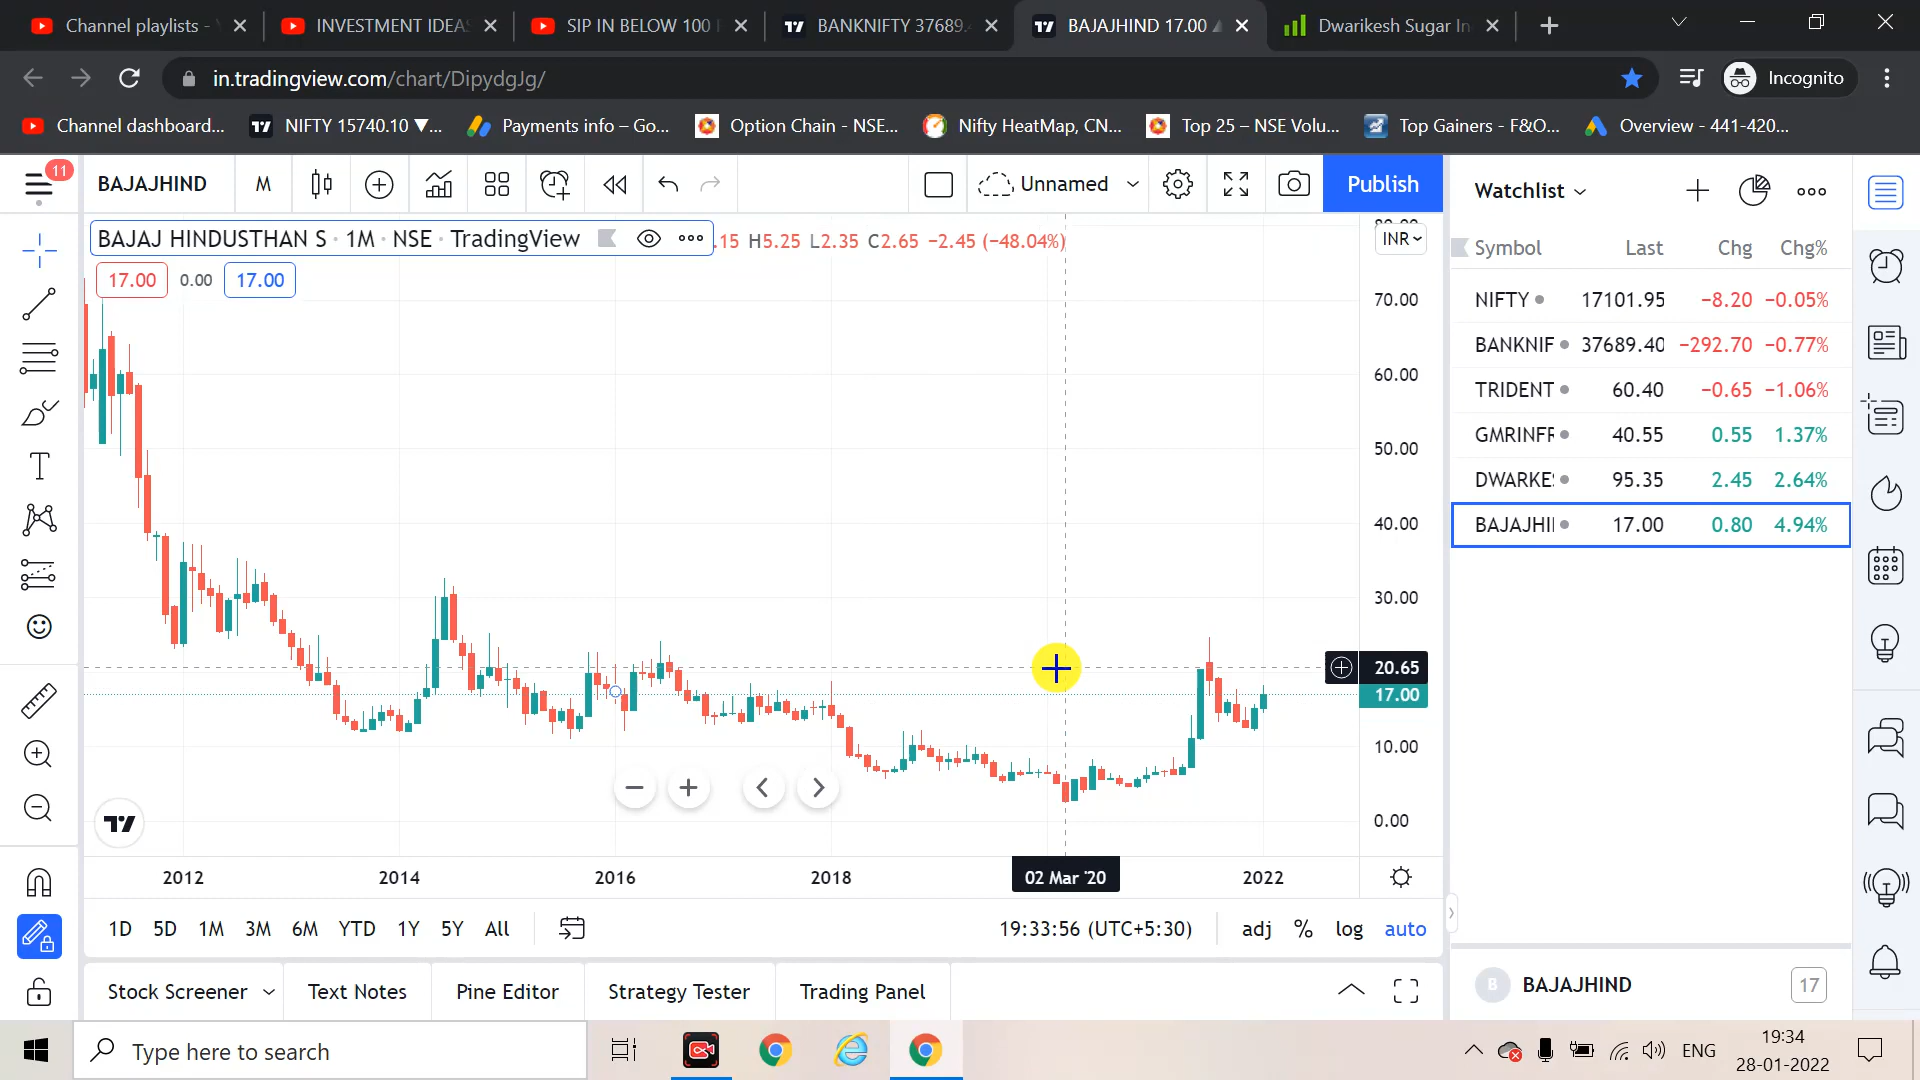 Channel playlists -
INVESTMENT IDEAS
SIP IN BELOW 100
BANKNIFTY 37689.
BAJAJHIND 17.00
Dwarikesh Sugar In
in.tradingview.com/chart/DipydgJg/
Incognito
Channel dashboard...
NIFTY 15740.10 ▼...
Payments info – Go...
Option Chain - NSE...
Nifty HeatMap, CN...
Top 25 – NSE Volu...
Top Gainers - F&O...
Overview - 441-420...
11
BAJAJHIND
M
Unnamed
Publish
BAJAJ HINDUSTHAN S · 1M · NSE · TradingView
.15 H5.25 L2.35 C2.65 −2.45 (−48.04%)
INR
17.00 0.00 17.00
70.00
60.00
50.00
40.00
30.00
20.65
17.00
10.00
0.00
2012 2014 2016 2018 02 Mar '20 2022
1D 5D 1M 3M 6M YTD 1Y 5Y All
19:33:56 (UTC+5:30) adj % log auto
Stock Screener Text Notes Pine Editor Strategy Tester Trading Panel
Watchlist
Symbol Last Chg Chg%
NIFTY 17101.95 −8.20 −0.05%
BANKNIF 37689.40 −292.70 −0.77%
TRIDENT 60.40 −0.65 −1.06%
GMRINFR 40.55 0.55 1.37%
DWARKE 95.35 2.45 2.64%
BAJAJHI 17.00 0.80 4.94%
B BAJAJHIND 17
Type here to search
ENG
19:34
28-01-2022